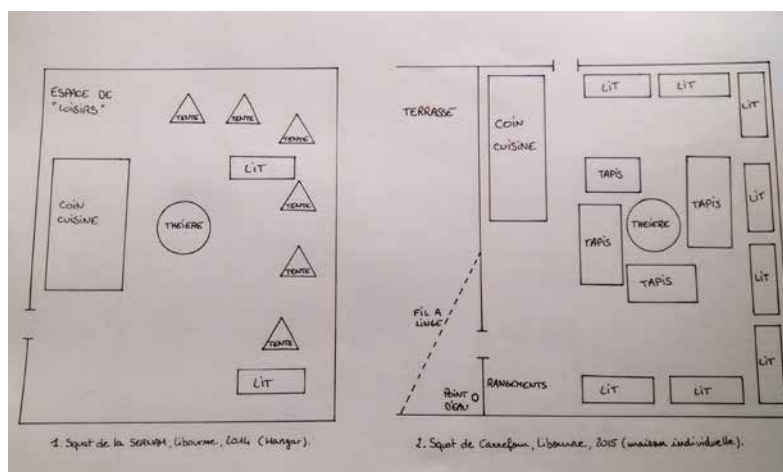 ESPACE DE
"LOISIRS"
TENTE
TENTE
TENTE
LIT
TENTE
COIN
CUISINE
THEIERE
TENTE
TENTE
LIT
1. Squat de la SERNAM, Libourne, 2014 (Hangar).
TERRASSE
COIN
CUISINE
LIT
LIT
LIT
TAPIS
TAPIS
LIT
TAPIS
THEIERE
TAPIS
LIT
FIL A
LINGE
POINT
D'EAU
RANGEMENTS
LIT
LIT
LIT
2. Squat de Carrefour, Libourne, 2015 (maison individuelle).